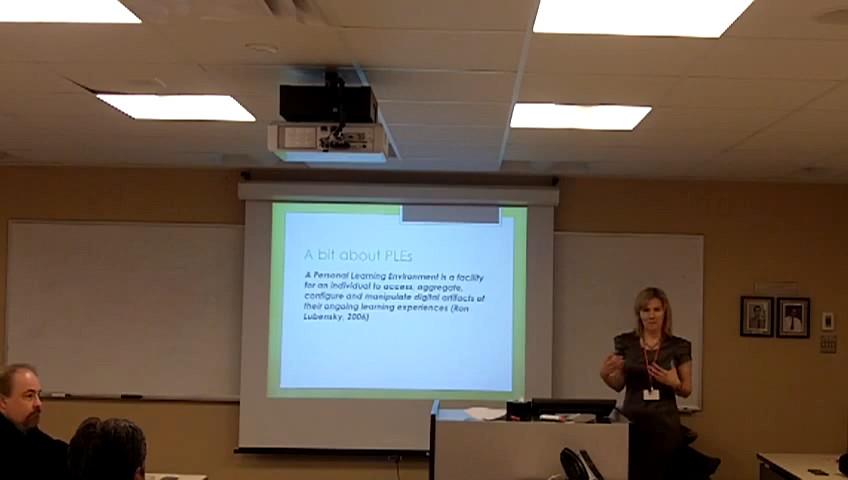 A bit about PLEs
A Personal Learning Environment is a facility
for an individual to access, aggregate,
configure and manipulate digital artifacts of
their ongoing learning experiences (Ron
Lubensky, 2006)